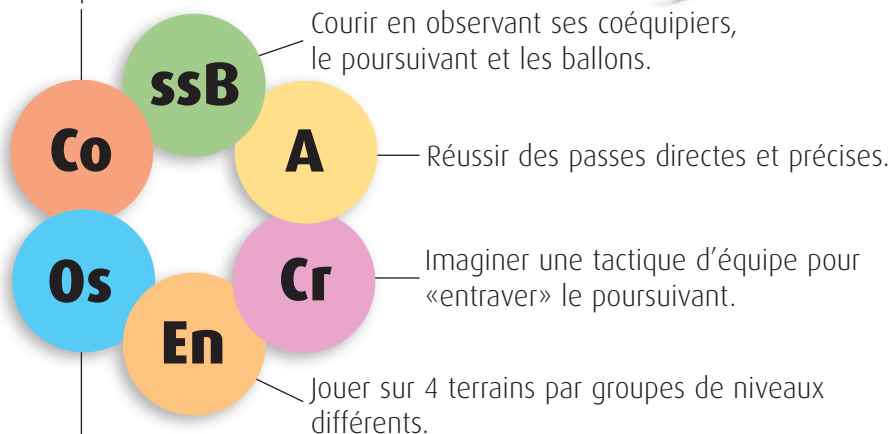 Courir en observant ses coéquipiers,
le poursuivant et les ballons.
ssB
Co
A
Réussir des passes directes et précises.
Os
Cr
Imaginer une tactique d’équipe pour
«entraver» le poursuivant.
En
Jouer sur 4 terrains par groupes de niveaux
différents.